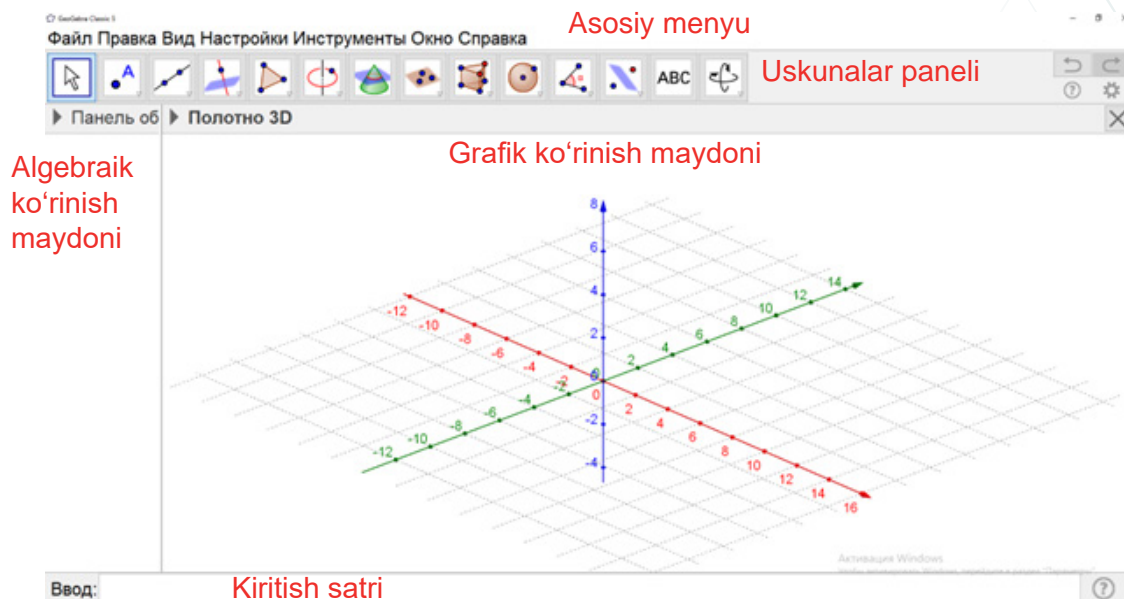 GeoGebra Classic 5
Asosiy menyu
Файл Правка Вид Настройки Инструменты Окно Справка
A
ABC
Uskunalar paneli
Панель об
Полотно 3D
Algebraik
ko‘rinish
maydoni
Grafik ko‘rinish maydoni
8
6
4
2
0
-2
-4
-12 -10 -8 -6 -4 -2 0 2 4 6 8 10 12 14 16
-12 -10 -8 -6 -4 -2 0 2 4 6 8 10 12 14
Активация Windows
Ввод:
Kiritish satri